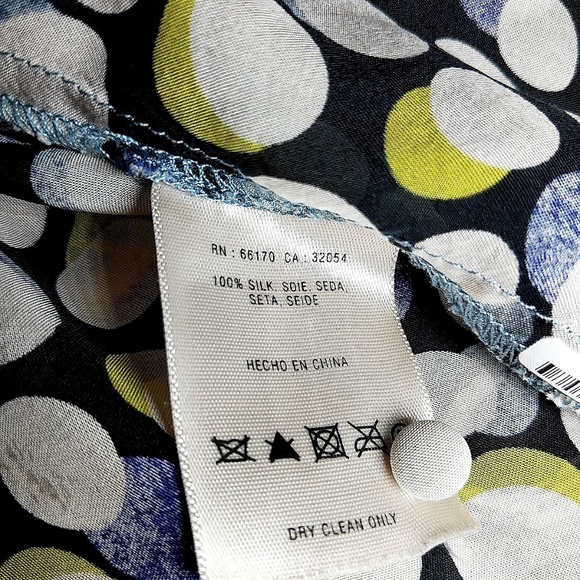 RN : 66170 CA : 32054
100% SILK. SOIE. SEDA.
SETA. SEIDE
HECHO EN CHINA
DRY CLEAN ONLY